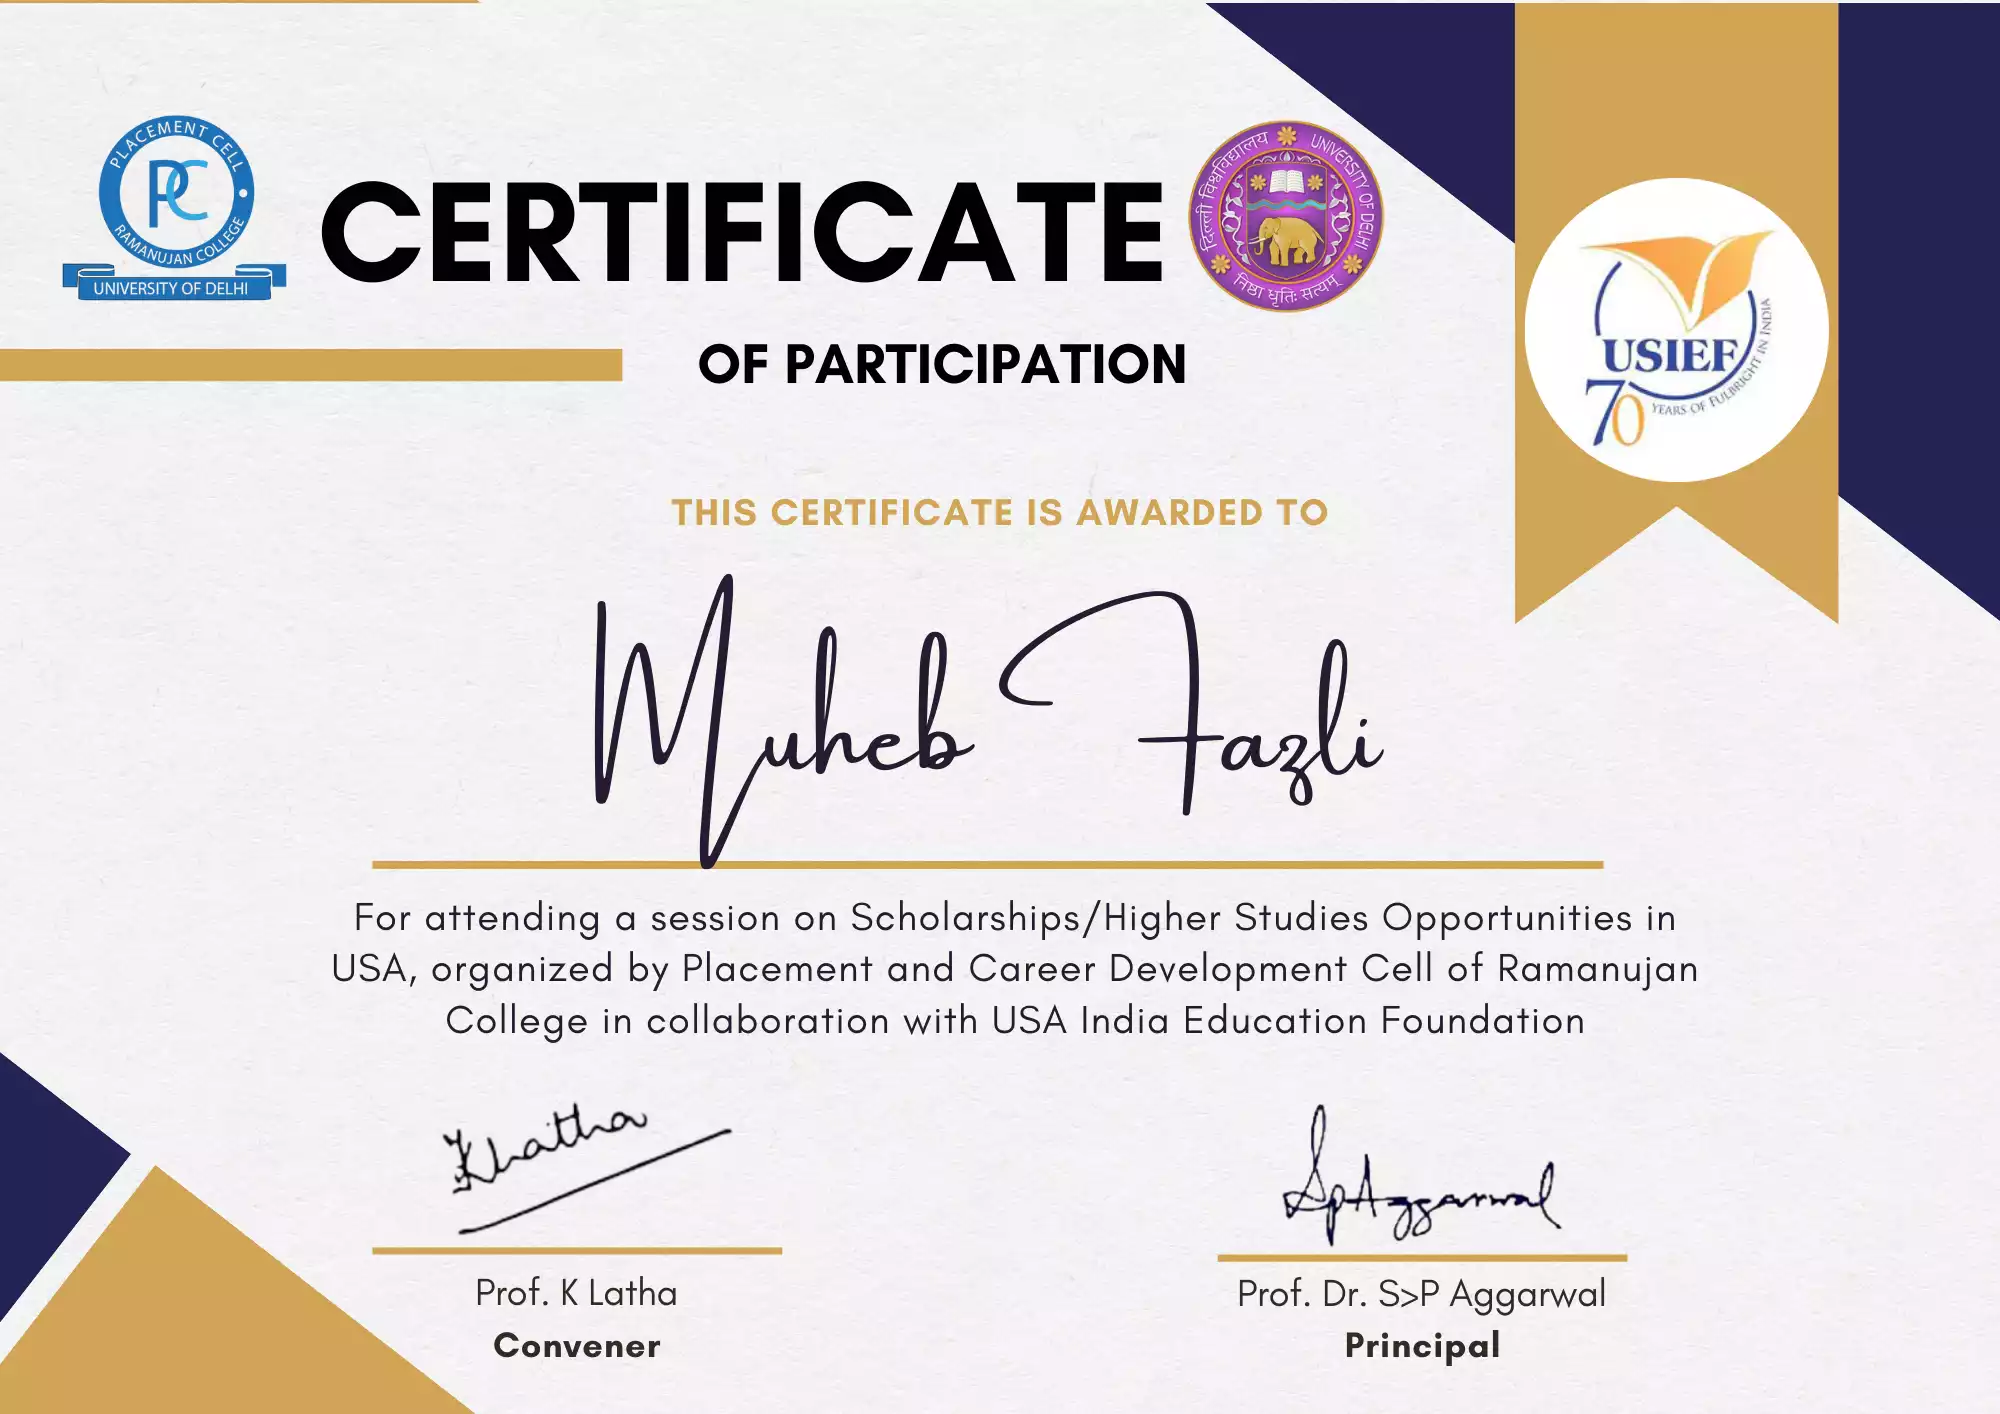 PLACEMENT CELL
PC
RAMANUJAN COLLEGE
UNIVERSITY OF DELHI
CERTIFICATE
दिल्ली विश्वविद्यालय
UNIVERSITY OF DELHI
निष्ठा धृतिः सत्यम्
OF PARTICIPATION
USIEF
70
YEARS OF FULBRIGHT IN INDIA
THIS CERTIFICATE IS AWARDED TO
Muheb Fazli
For attending a session on Scholarships/Higher Studies Opportunities in
USA, organized by Placement and Career Development Cell of Ramanujan
College in collaboration with USA India Education Foundation
Klatha
SpAggarwal
Prof. K Latha
Prof. Dr. S>P Aggarwal
Convener
Principal